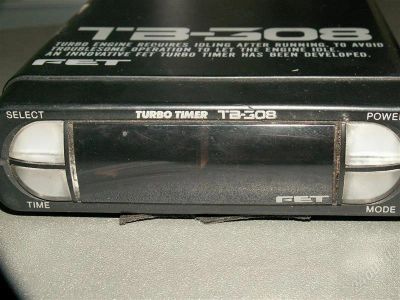 TB-308
TURBO ENGINE REQUIRES IDLING AFTER RUNNING. TO AVOID
TROUBLESOME OPERATION TO LET THE ENGINE IDLE.
AN INNOVATIVE FET TURBO TIMER HAS BEEN DEVELOPED.
FET
SELECT
TURBO TIMER TB-308
POWER
TIME
FET
MODE